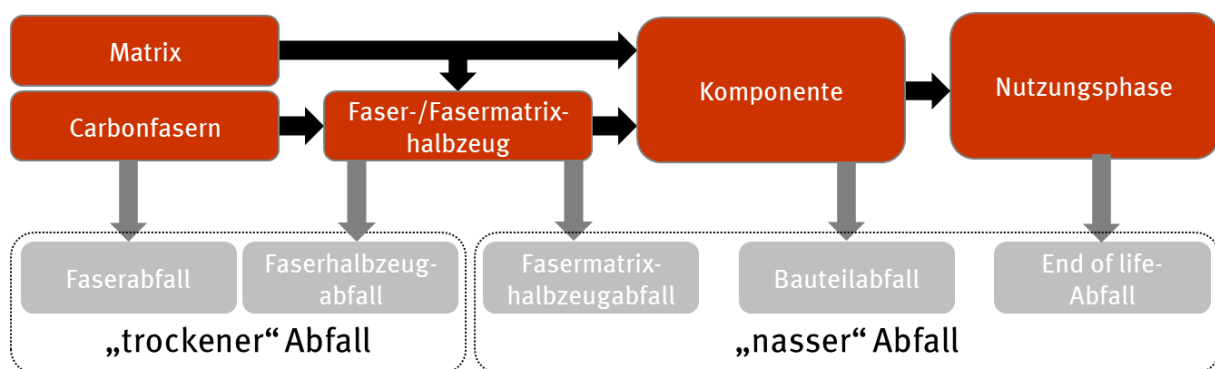 Matrix
Carbonfasern
Faser-/Fasermatrix-
halbzeug
Komponente
Nutzungsphase
Faserabfall
Faserhalbzeug-
abfall
Fasermatrix-
halbzeugabfall
Bauteilabfall
End of life-
Abfall
„trockener“ Abfall
„nasser“ Abfall